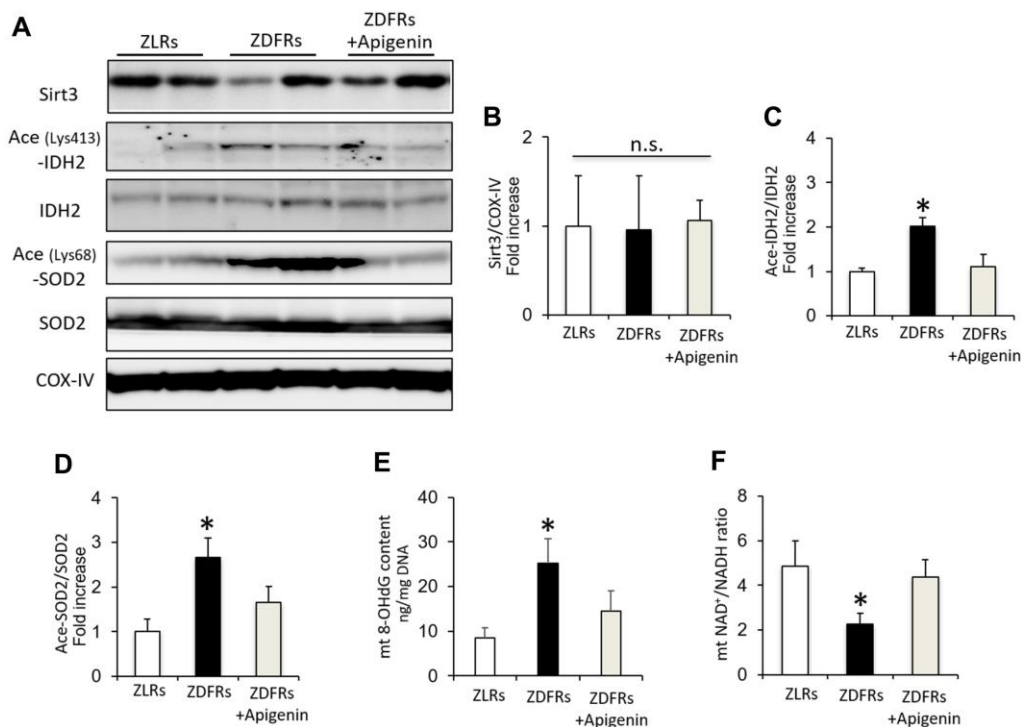 A
ZLRs
ZDFRs
ZDFRs
+Apigenin
Sirt3
Ace (Lys413)
-IDH2
IDH2
Ace (Lys68)
-SOD2
SOD2
COX-IV
B
Sirt3/COX-IV
Fold increase
2
1
0
n.s.
ZLRs
ZDFRs
ZDFRs
+Apigenin
C
Ace-IDH2/IDH2
Fold increase
4
3
2
1
0
*
ZLRs
ZDFRs
ZDFRs
+Apigenin
D
Ace-SOD2/SOD2
Fold increase
4
3
2
1
0
*
ZLRs
ZDFRs
ZDFRs
+Apigenin
E
mt 8-OHdG content
ng/mg DNA
40
30
20
10
0
*
ZLRs
ZDFRs
ZDFRs
+Apigenin
F
mt NAD⁺/NADH ratio
8
6
4
2
0
*
ZLRs
ZDFRs
ZDFRs
+Apigenin